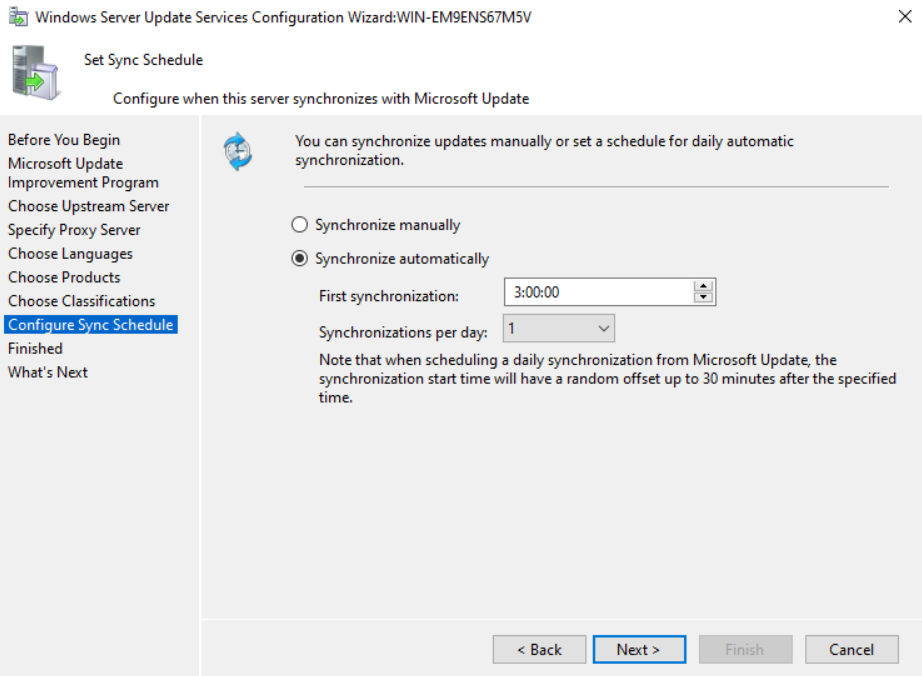 Windows Server Update Services Configuration Wizard:WIN-EM9ENS67M5V
Set Sync Schedule
Configure when this server synchronizes with Microsoft Update
Before You Begin
Microsoft Update
Improvement Program
Choose Upstream Server
Specify Proxy Server
Choose Languages
Choose Products
Choose Classifications
Configure Sync Schedule
Finished
What's Next
You can synchronize updates manually or set a schedule for daily automatic
synchronization.
Synchronize manually
Synchronize automatically
First synchronization: 3:00:00
Synchronizations per day: 1
Note that when scheduling a daily synchronization from Microsoft Update, the
synchronization start time will have a random offset up to 30 minutes after the specified
time.
< Back Next > Finish Cancel